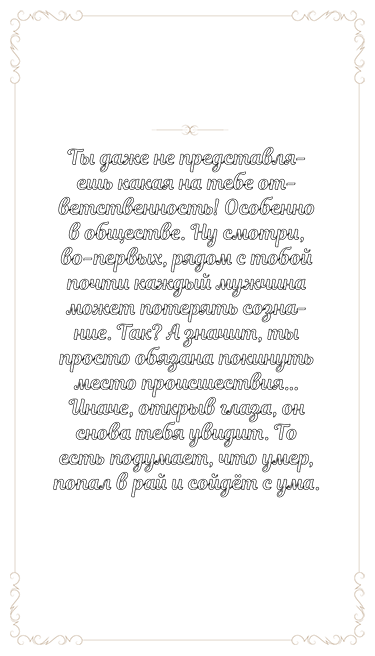 Ты даже не представля-
ешь какая на тебе от-
ветственность! Особенно
в обществе. Ну смотри,
во-первых, рядом с тобой
почти каждый мужчина
может потерять созна-
ние. Так? А значит, ты
просто обязана покинуть
место происшествия...
Иначе, открыв глаза, он
снова тебя увидит. То
есть подумает, что умер,
попал в рай и сойдёт с ума.